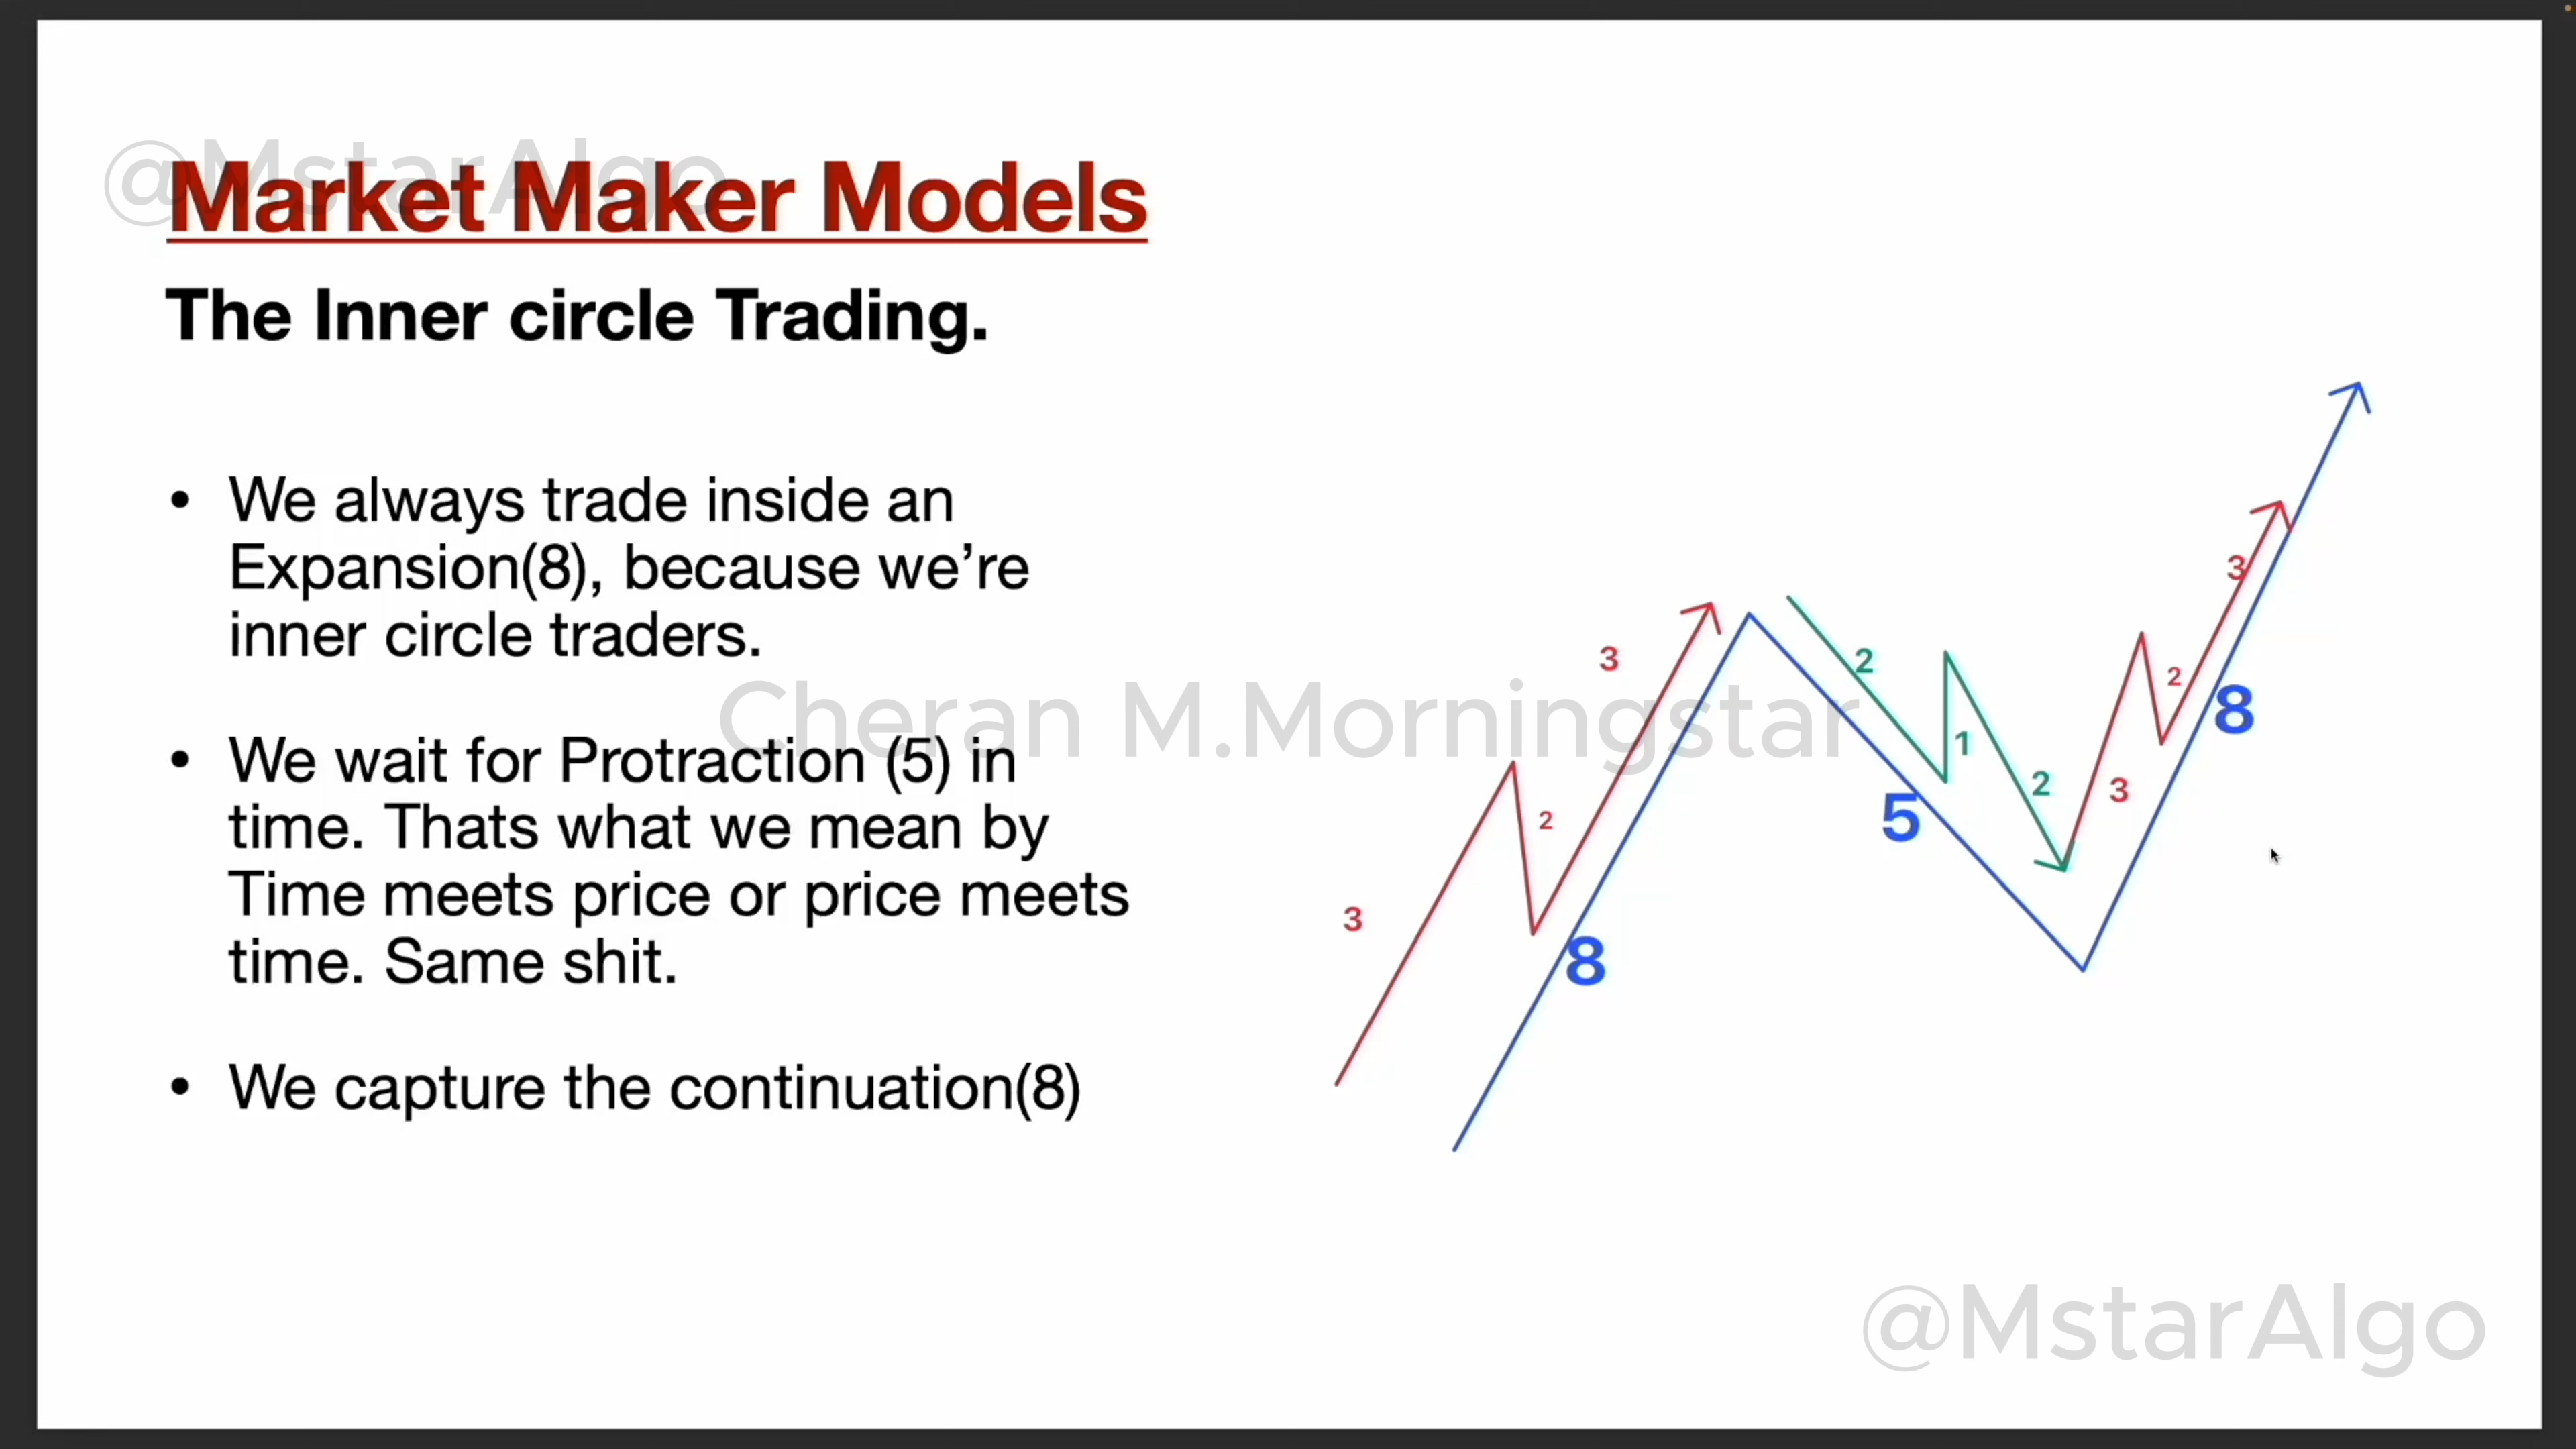 @MstarAlgo
Market Maker Models
The Inner circle Trading.
• We always trade inside an
Expansion(8), because we're
inner circle traders.
• We wait for Protraction (5) in
time. Thats what we mean by
Time meets price or price meets
time. Same shit.
• We capture the continuation(8)
Cheran M.Morningstar
3
2
3
8
2
1
2
5
3
2
3
8
@MstarAlgo